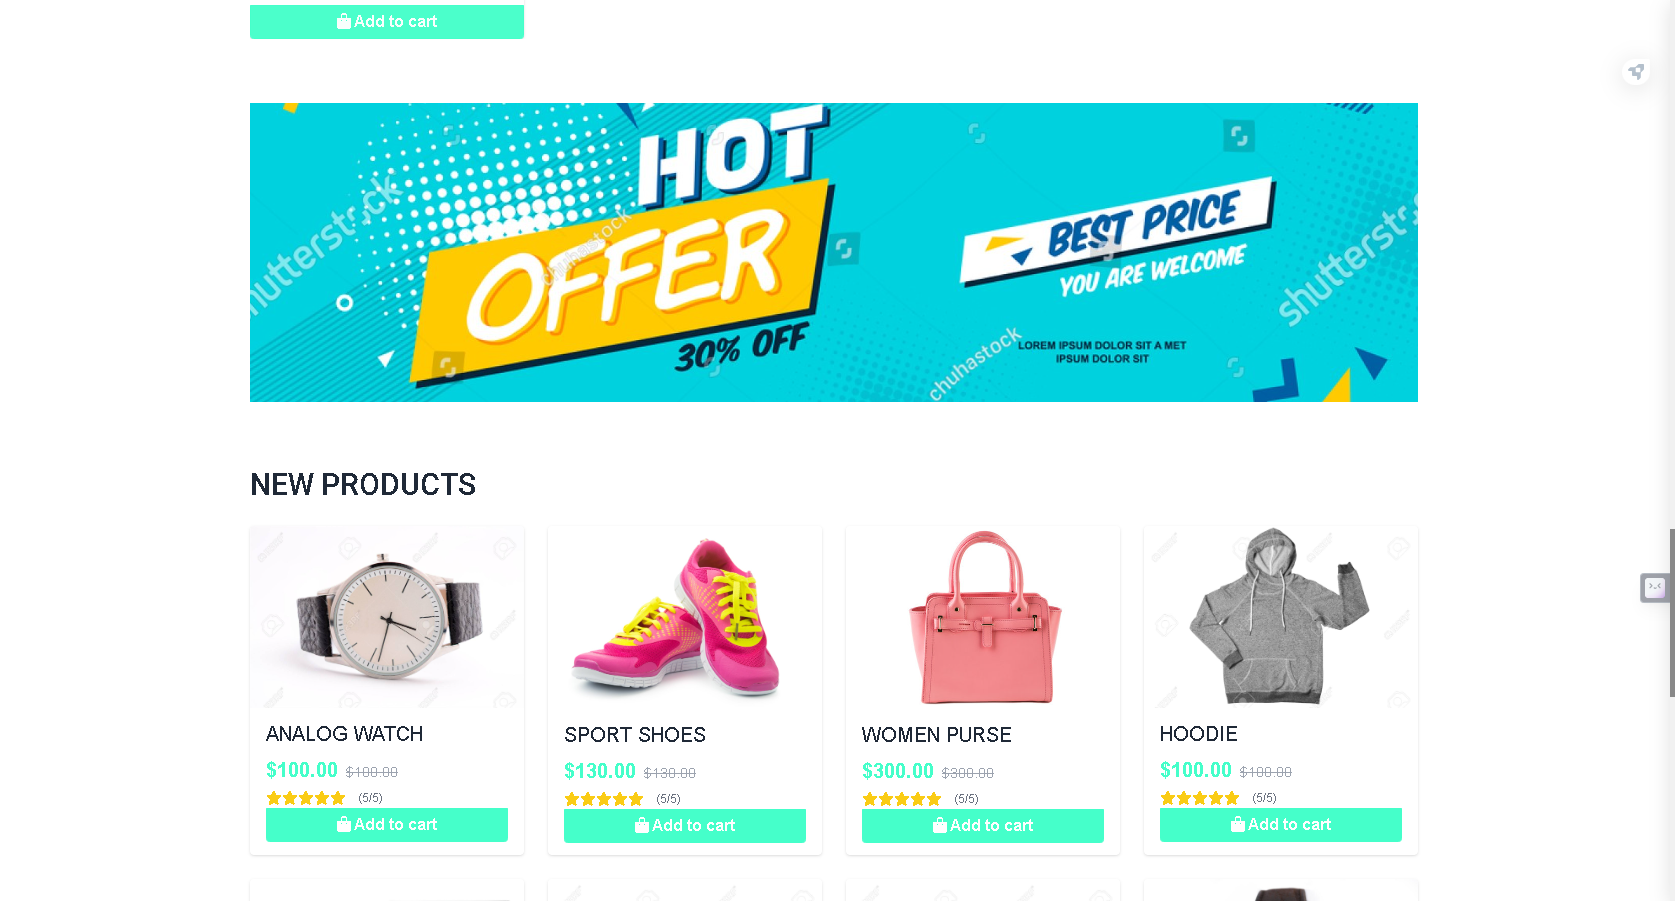 Add to cart
HOT
OFFER
30% OFF
BEST PRICE
YOU ARE WELCOME
LOREM IPSUM DOLOR SIT A MET
IPSUM DOLOR SIT
shutterstock
chuhastock
chuhastock
shutterstock
NEW PRODUCTS
ANALOG WATCH
$100.00 $100.00
(5/5)
Add to cart
SPORT SHOES
$130.00 $130.00
(5/5)
Add to cart
WOMEN PURSE
$300.00 $300.00
(5/5)
Add to cart
HOODIE
$100.00 $100.00
(5/5)
Add to cart